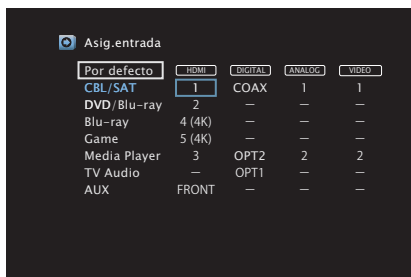 Asig.entrada
Por defecto HDMI DIGITAL ANALOG VIDEO
CBL/SAT 1 COAX 1 1
DVD/Blu-ray 2 – – –
Blu-ray 4 (4K) – – –
Game 5 (4K) – – –
Media Player 3 OPT2 2 2
TV Audio – OPT1 – –
AUX FRONT – – –